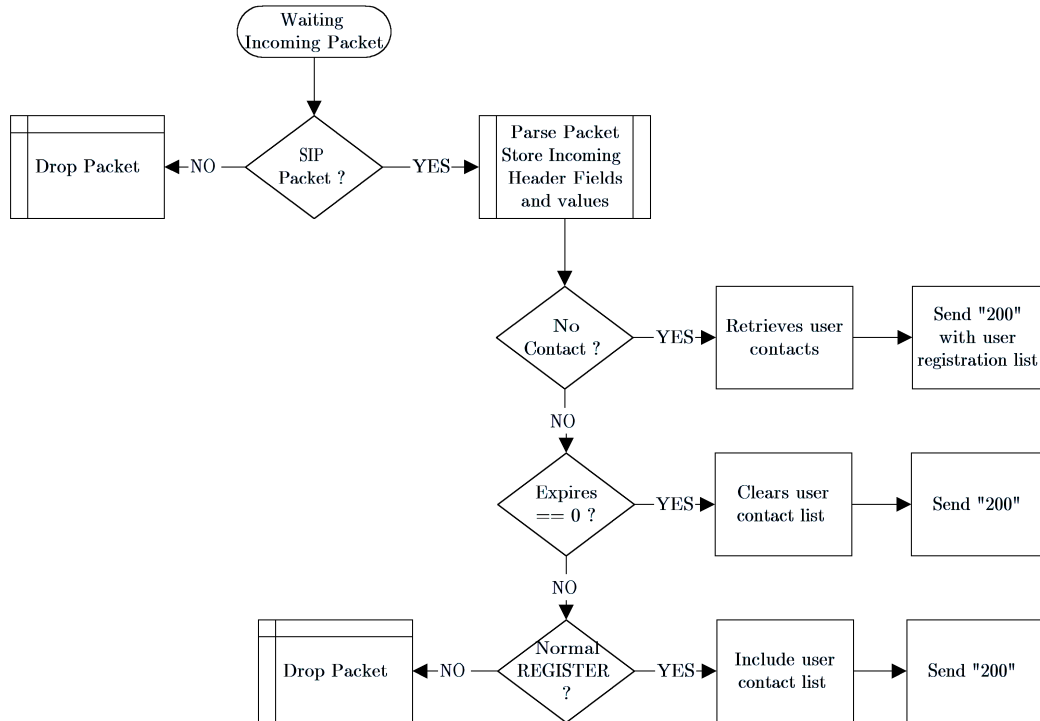 Waiting
Incoming Packet
Drop Packet
NO
SIP
Packet ?
YES
Parse Packet
Store Incoming
Header Fields
and values
No
Contact ?
YES
Retrieves user
contacts
Send "200"
with user
registration list
NO
Expires
== 0 ?
YES
Clears user
contact list
Send "200"
NO
Drop Packet
NO
Normal
REGISTER
?
YES
Include user
contact list
Send "200"